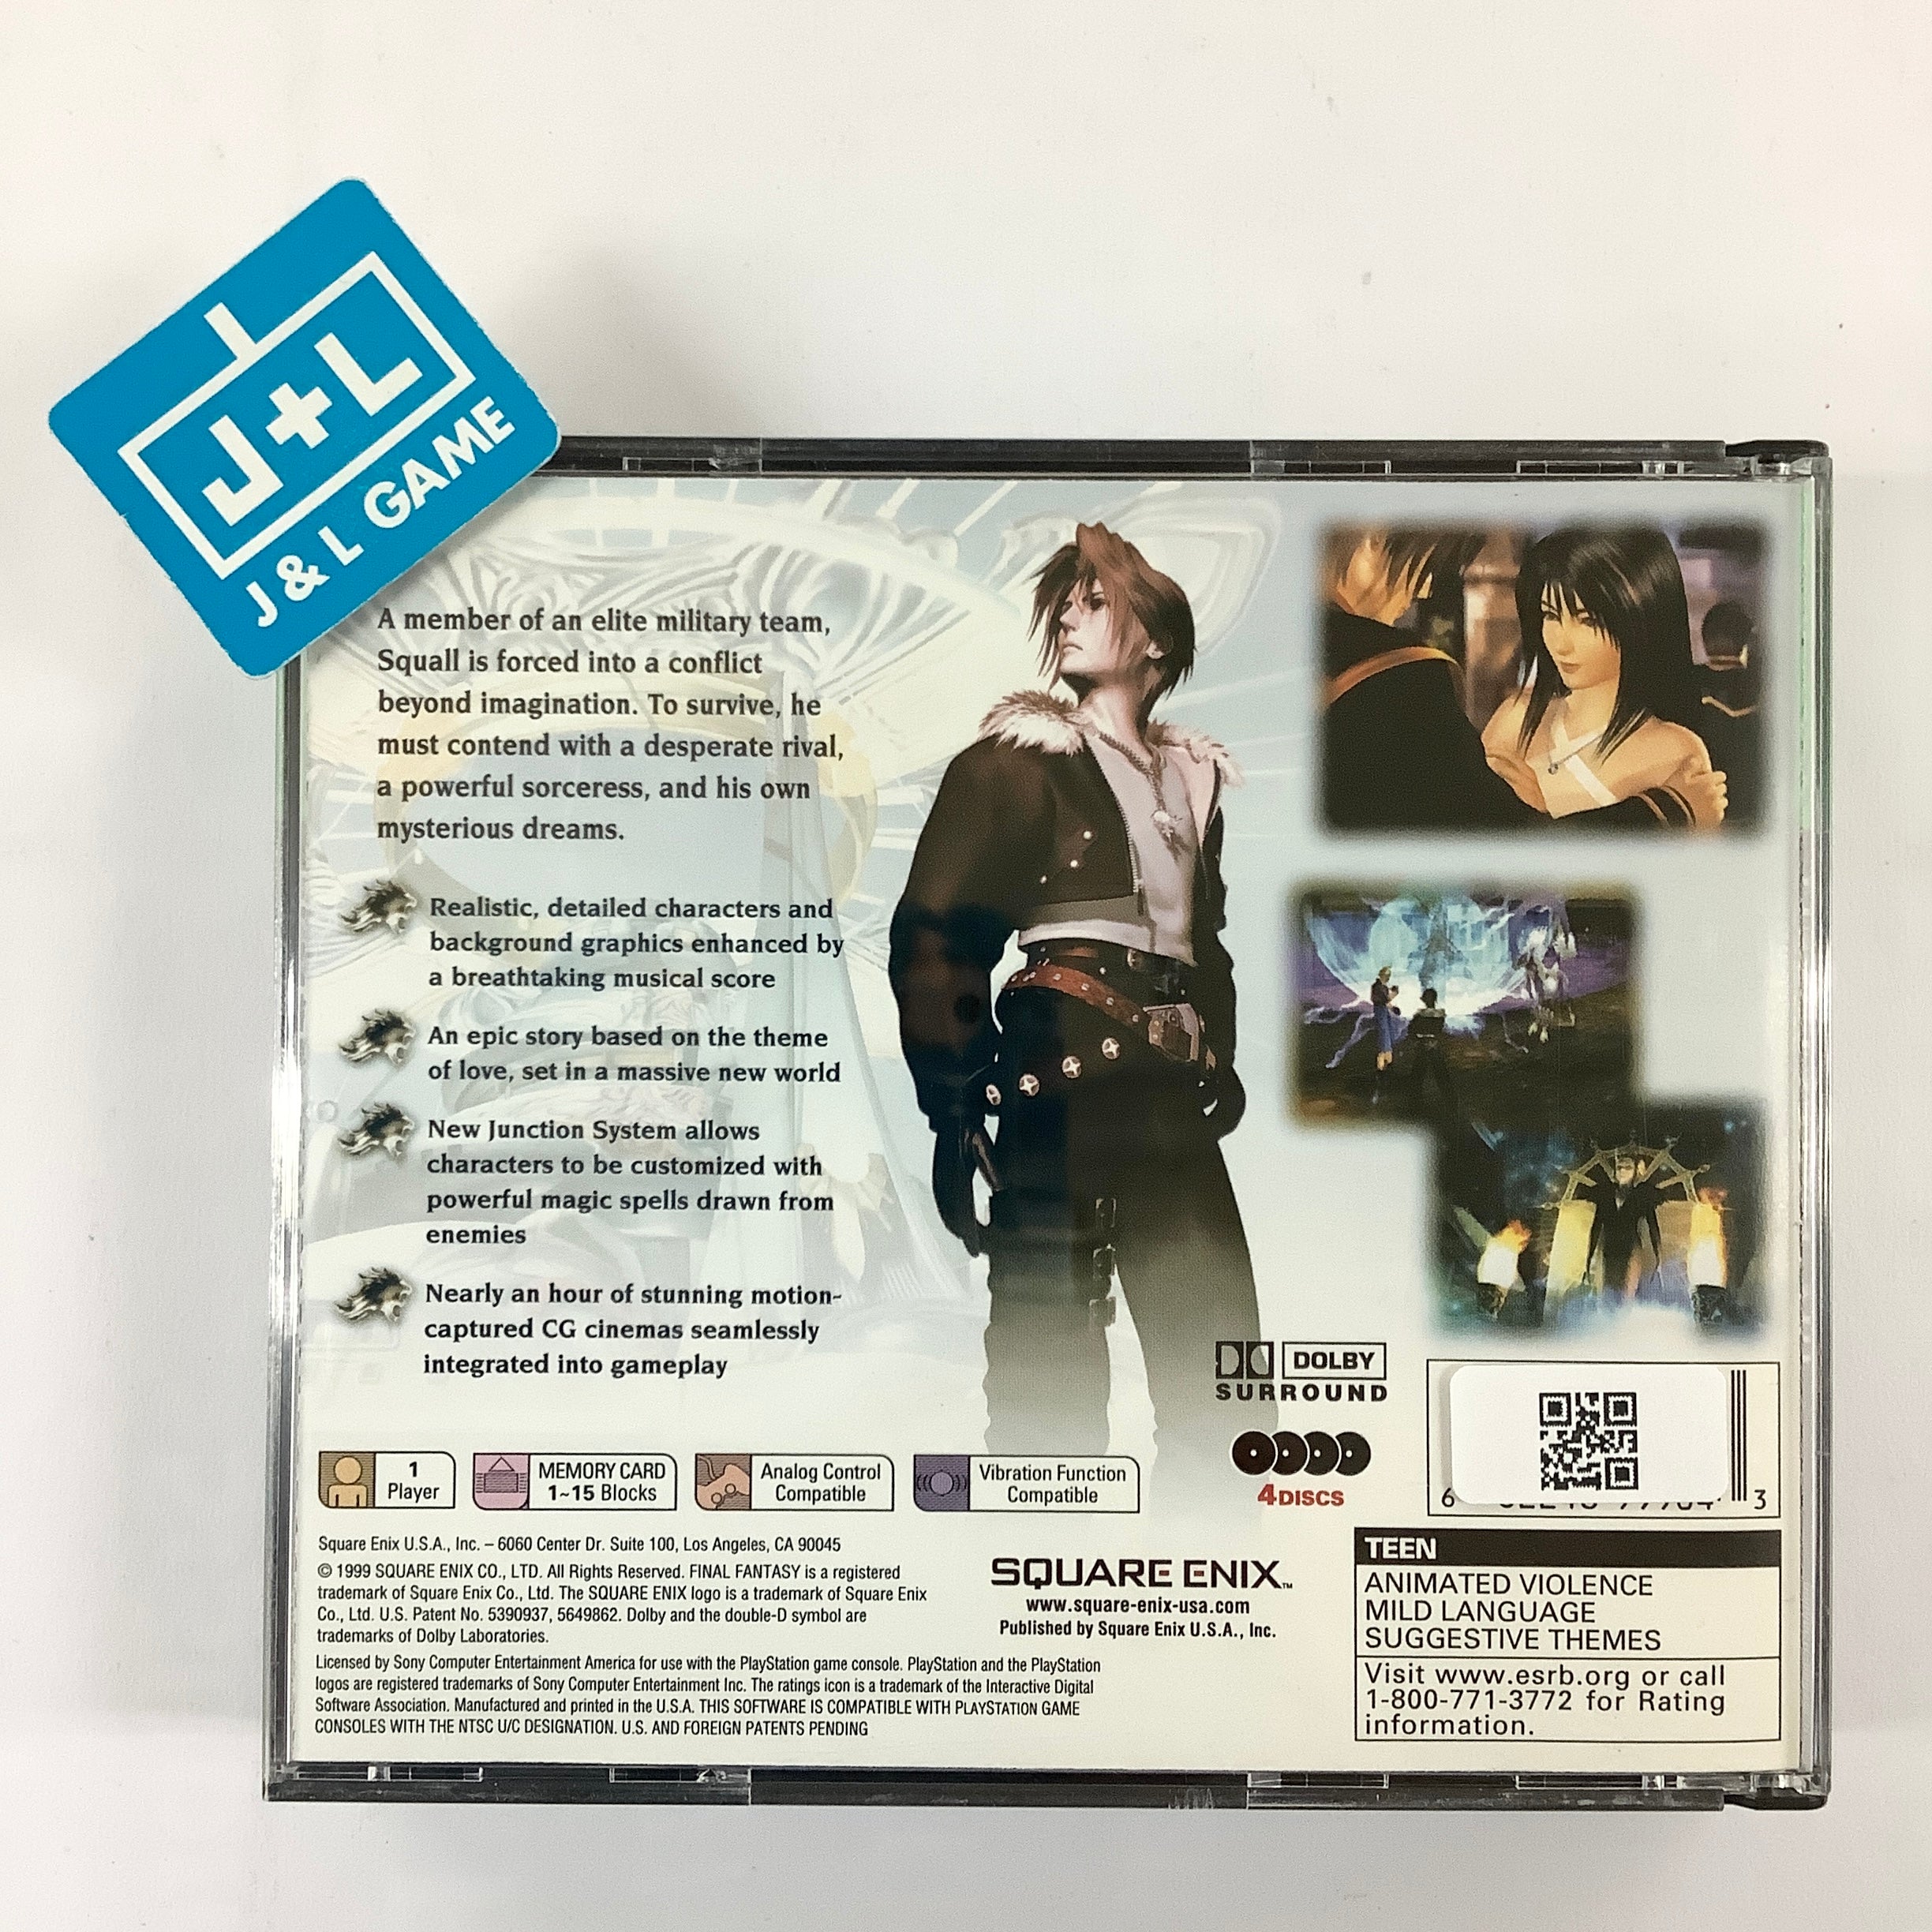 J+L
J & L GAME
A member of an elite military team,
Squall is forced into a conflict
beyond imagination. To survive, he
must contend with a desperate rival,
a powerful sorceress, and his own
mysterious dreams.
Realistic, detailed characters and
background graphics enhanced by
a breathtaking musical score
An epic story based on the theme
of love, set in a massive new world
New Junction System allows
characters to be customized with
powerful magic spells drawn from
enemies
Nearly an hour of stunning motion-
captured CG cinemas seamlessly
integrated into gameplay
DOLBY
SURROUND
4DISCS
1
Player
MEMORY CARD
1~15 Blocks
Analog Control
Compatible
Vibration Function
Compatible
6 3
Square Enix U.S.A., Inc. – 6060 Center Dr. Suite 100, Los Angeles, CA 90045
© 1999 SQUARE ENIX CO., LTD. All Rights Reserved. FINAL FANTASY is a registered
trademark of Square Enix Co., Ltd. The SQUARE ENIX logo is a trademark of Square Enix
Co., Ltd. U.S. Patent No. 5390937, 5649862. Dolby and the double-D symbol are
trademarks of Dolby Laboratories.
Licensed by Sony Computer Entertainment America for use with the PlayStation game console. PlayStation and the PlayStation
logos are registered trademarks of Sony Computer Entertainment Inc. The ratings icon is a trademark of the Interactive Digital
Software Association. Manufactured and printed in the U.S.A. THIS SOFTWARE IS COMPATIBLE WITH PLAYSTATION GAME
CONSOLES WITH THE NTSC U/C DESIGNATION. U.S. AND FOREIGN PATENTS PENDING
SQUARE ENIX™
www.square-enix-usa.com
Published by Square Enix U.S.A., Inc.
TEEN
ANIMATED VIOLENCE
MILD LANGUAGE
SUGGESTIVE THEMES
Visit www.esrb.org or call
1-800-771-3772 for Rating
information.